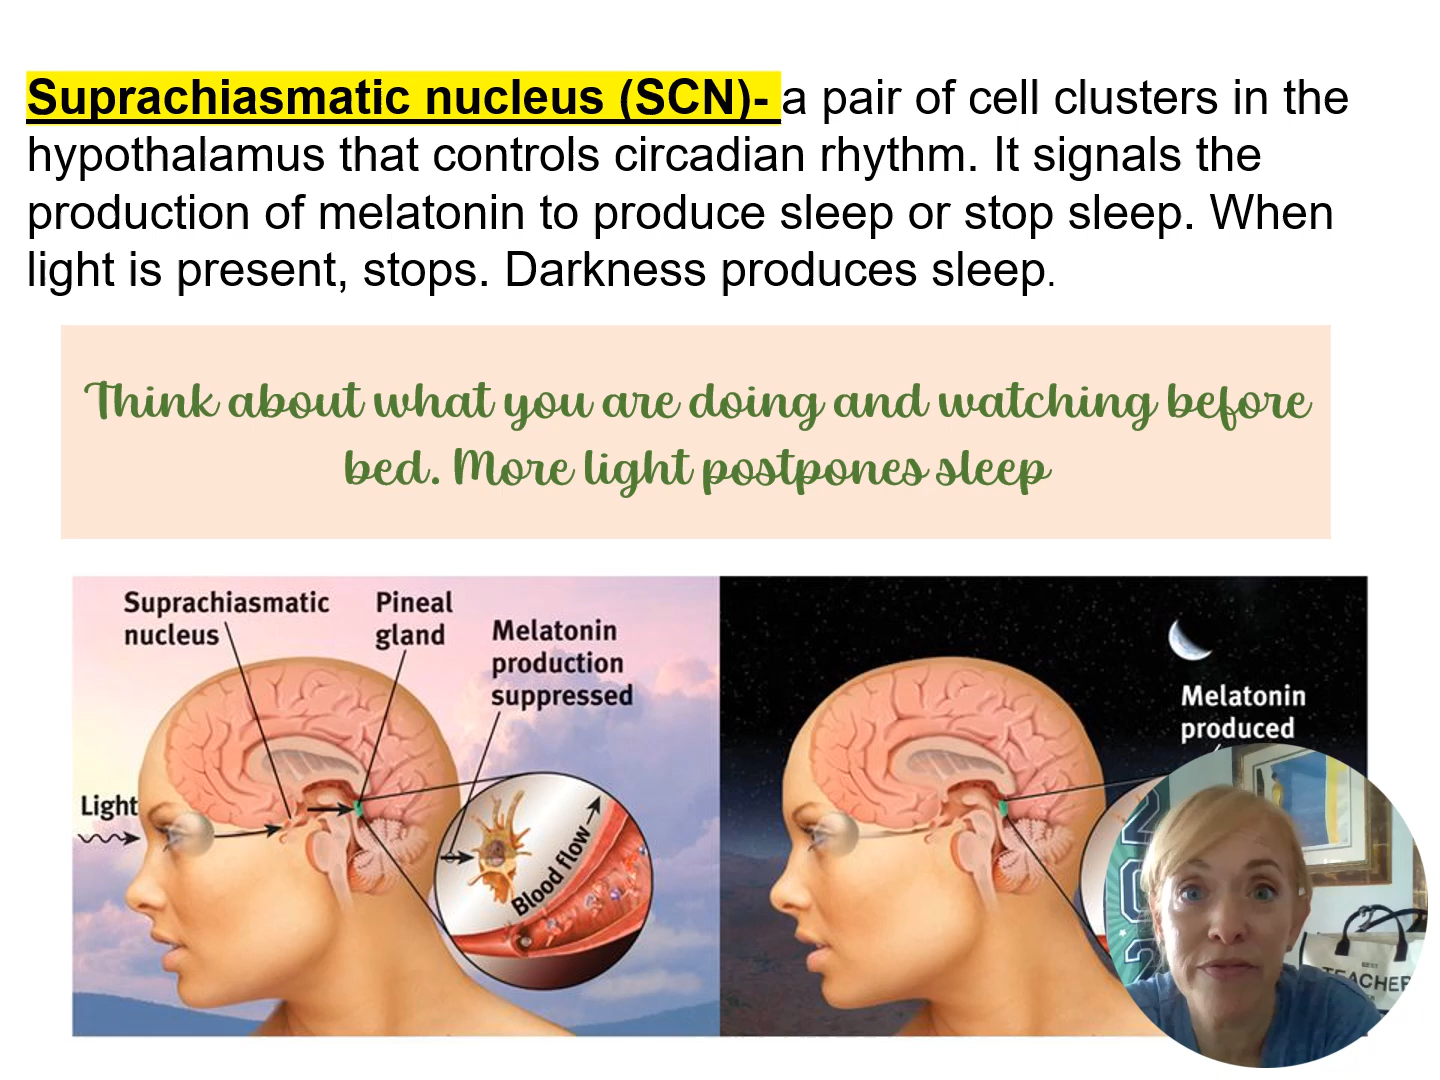 Suprachiasmatic nucleus (SCN)- a pair of cell clusters in the
hypothalamus that controls circadian rhythm. It signals the
production of melatonin to produce sleep or stop sleep. When
light is present, stops. Darkness produces sleep.
Think about what you are doing and watching before
bed. More light postpones sleep
Suprachiasmatic
nucleus
Pineal
gland
Melatonin
production
suppressed
Light
Blood flow
Melatonin
produced
BEST
TEACHER